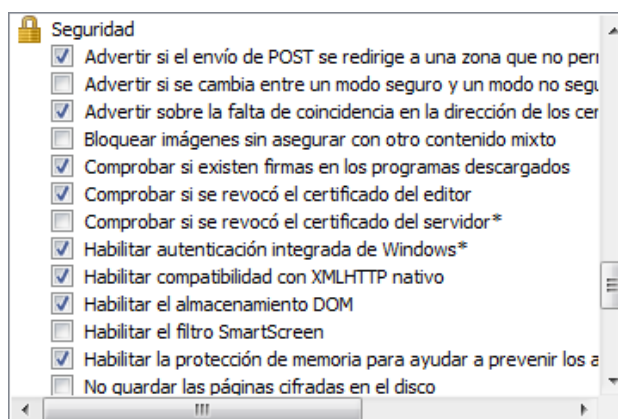 Seguridad
Advertir si el envío de POST se redirige a una zona que no
Advertir si se cambia entre un modo seguro y un modo no
Advertir sobre la falta de coincidencia en la dirección de los
Bloquear imágenes sin asegurar con otro contenido mixto
Comprobar si existen firmas en los programas descargados
Comprobar si se revocó el certificado del editor
Comprobar si se revocó el certificado del servidor*
Habilitar autenticación integrada de Windows*
Habilitar compatibilidad con XMLHTTP nativo
Habilitar el almacenamiento DOM
Habilitar el filtro SmartScreen
Habilitar la protección de memoria para ayudar a prevenir los
No guardar las páginas cifradas en el disco